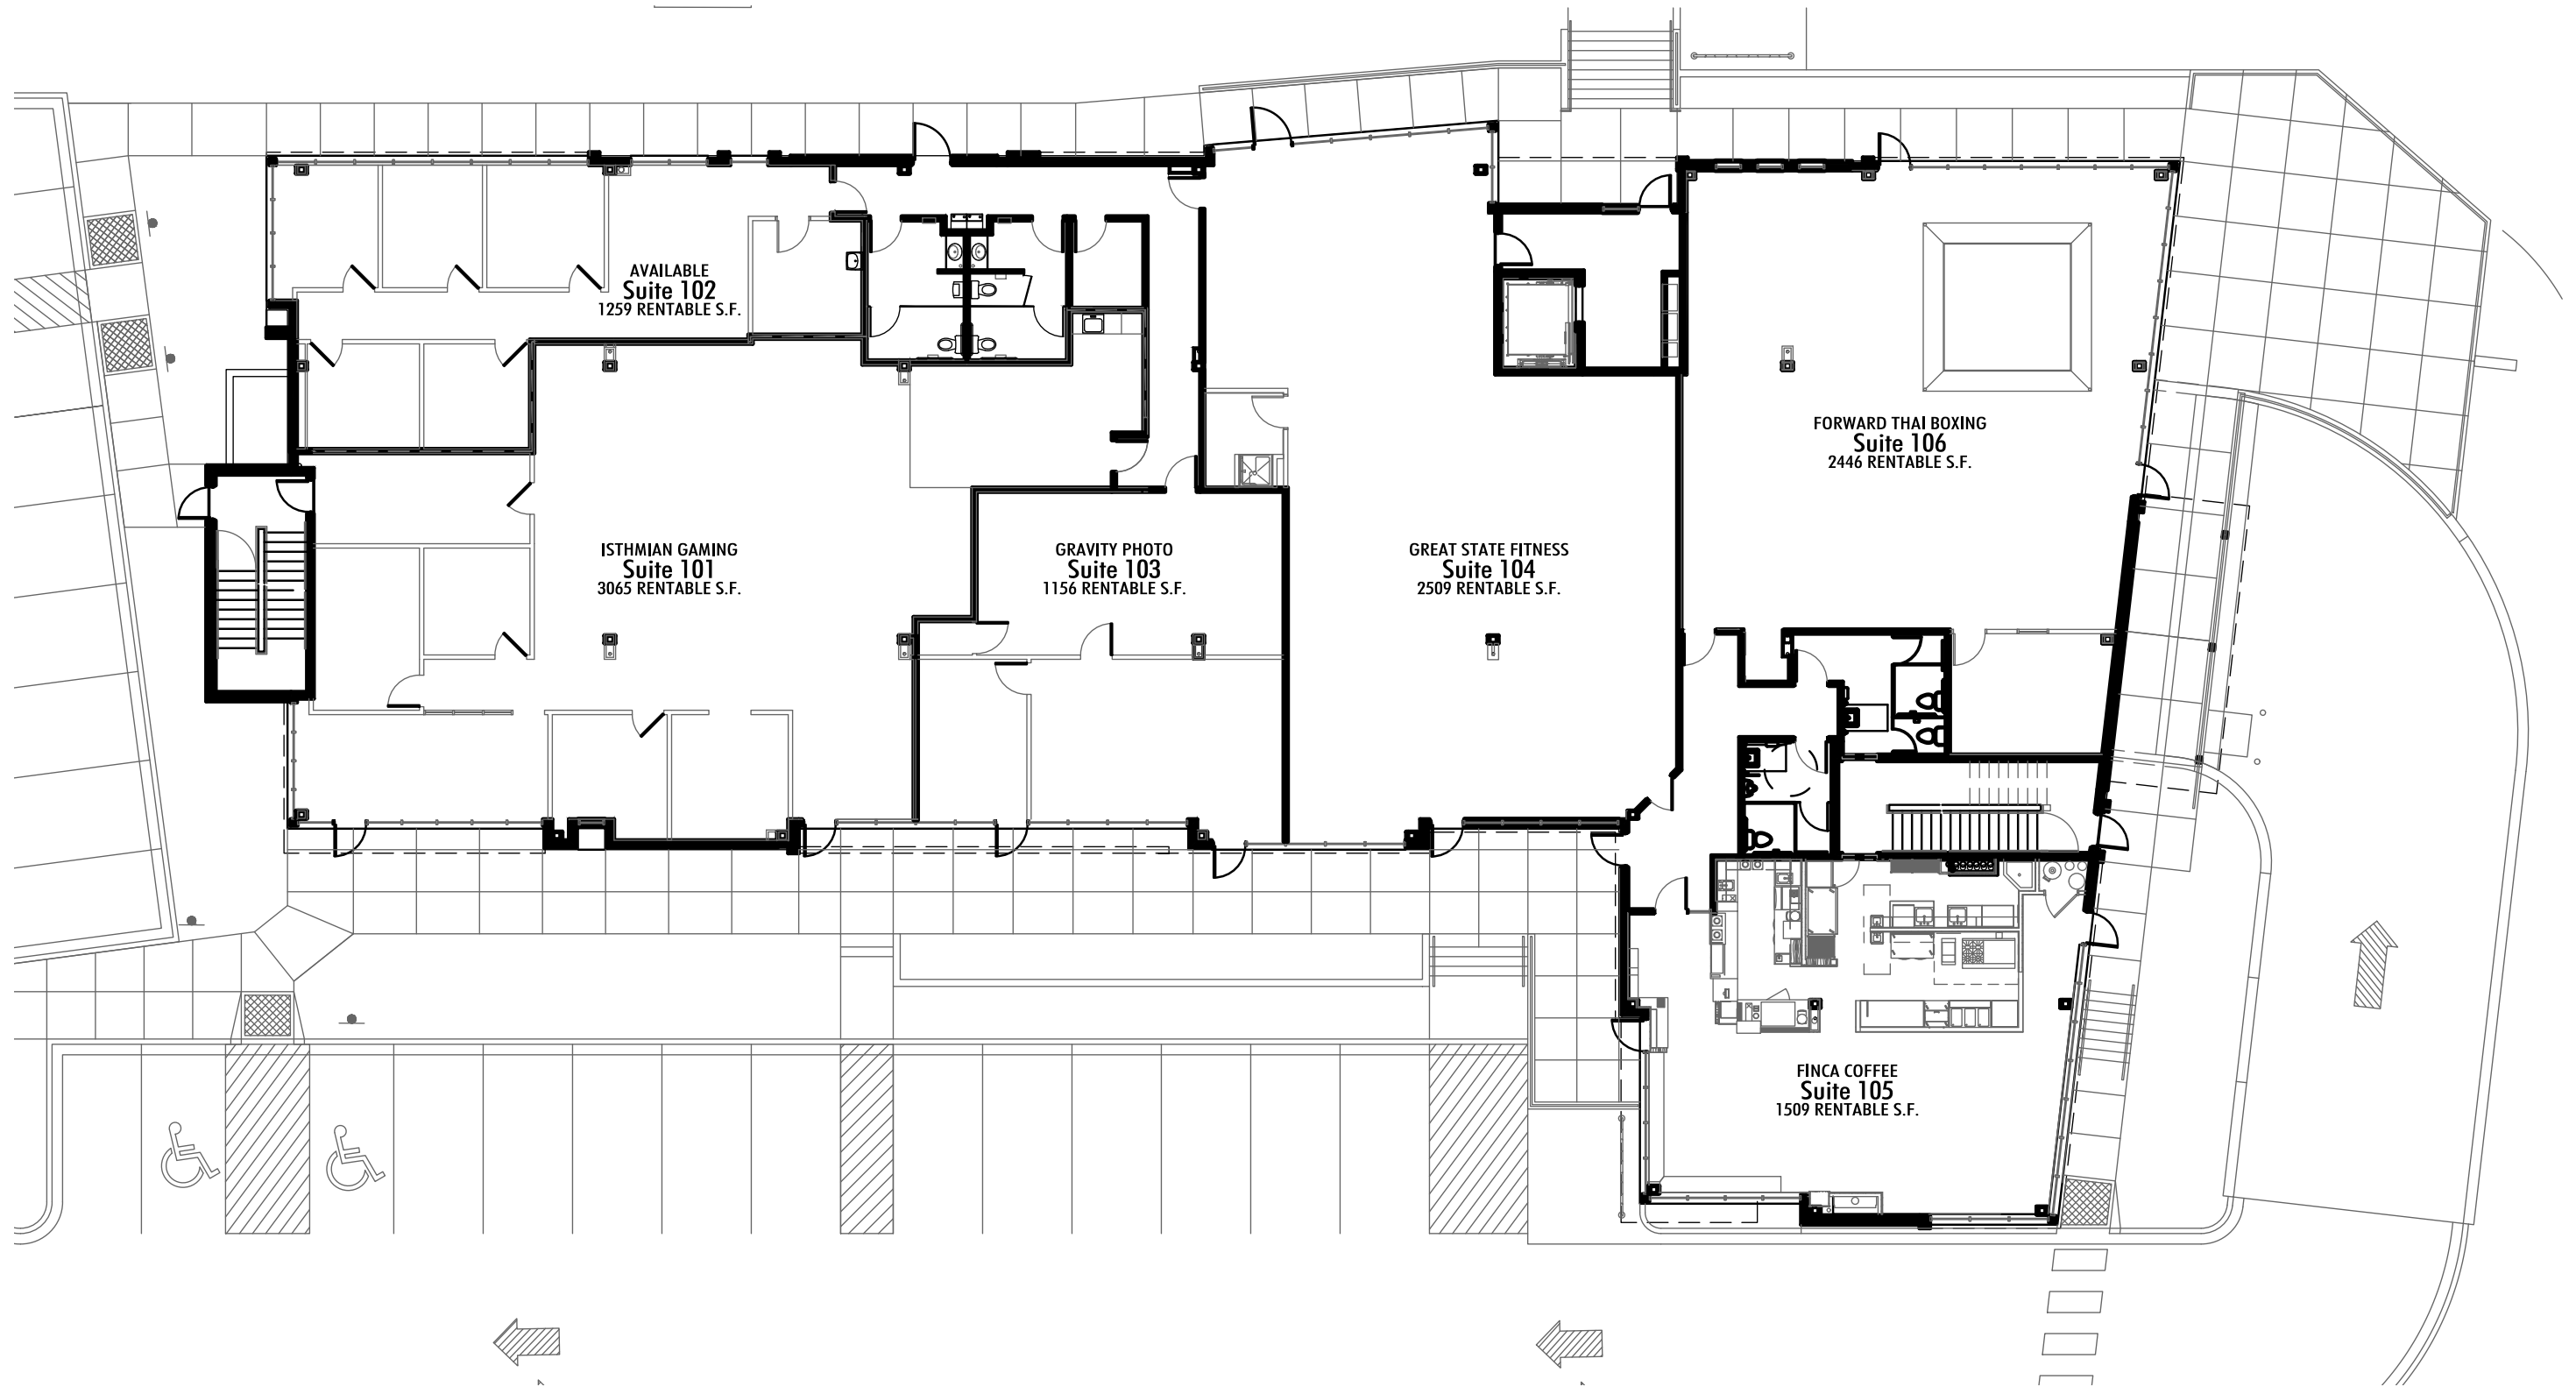 AVAILABLE
Suite 102
1259 RENTABLE S.F.
ISTHMIAN GAMING
Suite 101
3065 RENTABLE S.F.
GRAVITY PHOTO
Suite 103
1156 RENTABLE S.F.
GREAT STATE FITNESS
Suite 104
2509 RENTABLE S.F.
FORWARD THAI BOXING
Suite 106
2446 RENTABLE S.F.
FINCA COFFEE
Suite 105
1509 RENTABLE S.F.